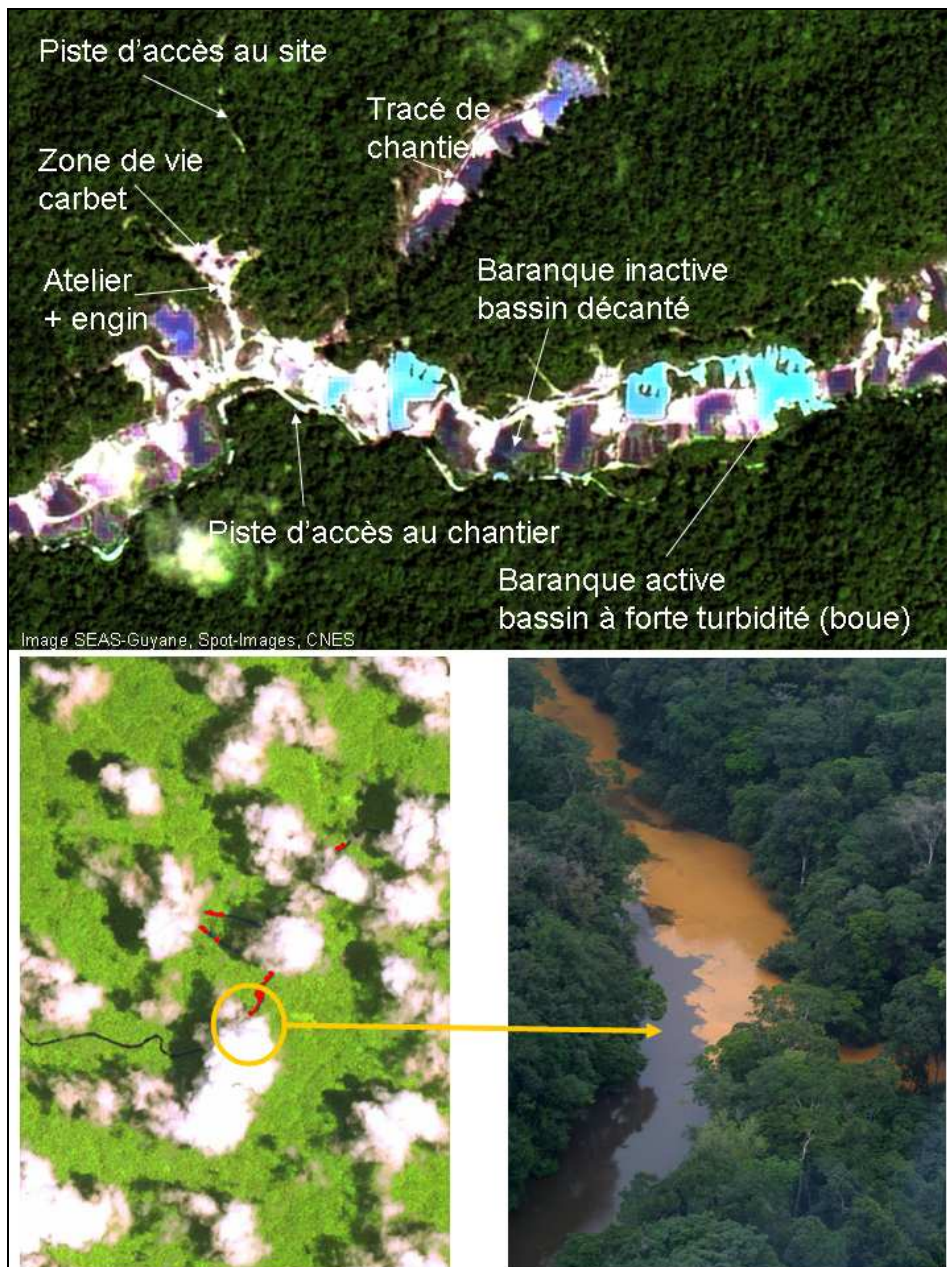 Piste d'accès au site
Tracé de
chantier
Zone de vie
carbet
Atelier
+ engin
Baranque inactive
bassin décanté
Piste d'accès au chantier
Baranque active
bassin à forte turbidité (boue)
Image SEAS-Guyane, Spot-Images, CNES